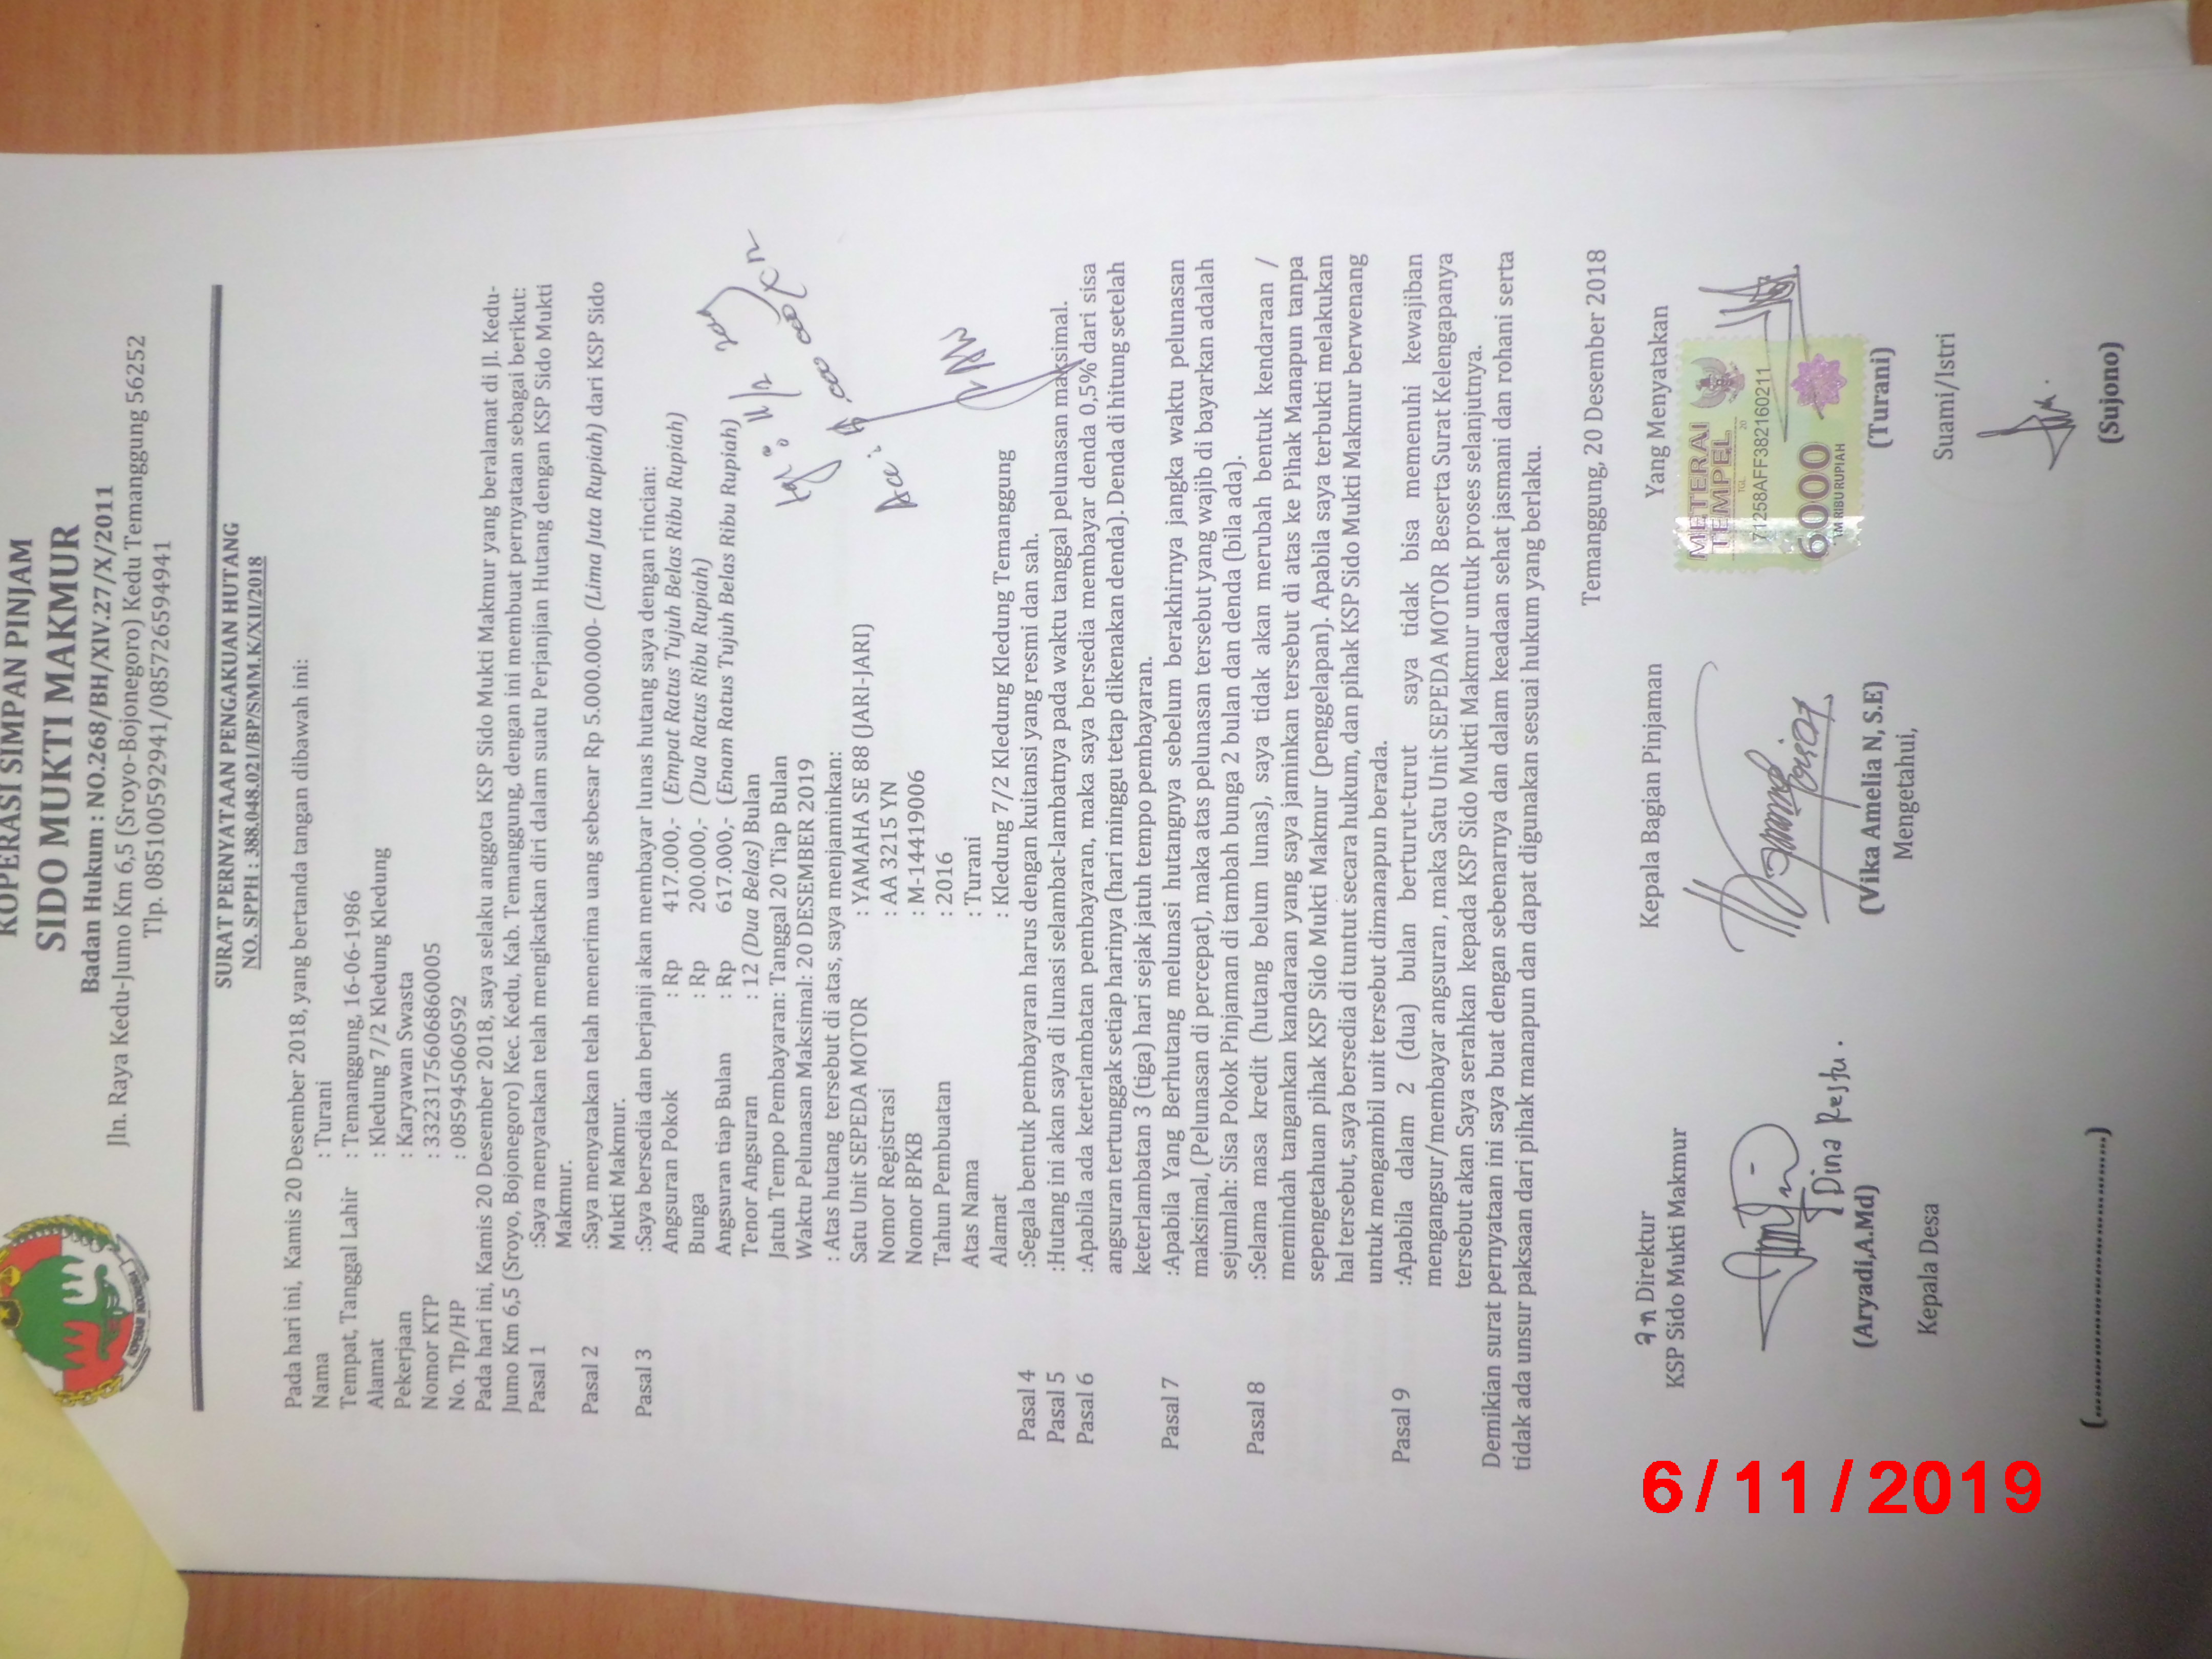 KOPERASI SIMPAN PINJAM
SIDO MUKTI MAKMUR
Badan Hukum : NO.268/BH/XIV.27/X/2011
Jln. Raya Kedu-Jumo Km 6,5 (Sroyo-Bojonegoro) Kedu Temanggung 56252
Tlp. 085100592941/085726594941
SURAT PERNYATAAN PENGAKUAN HUTANG
NO. SPPH : 388.048.021/BP/SMM.K/XII/2018
Pada hari ini, Kamis 20 Desember 2018, yang bertanda tangan dibawah ini:
Nama : Turani
Tempat, Tanggal Lahir : Temanggung, 16-06-1986
Alamat : Kledung 7/2 Kledung Kledung
Pekerjaan : Karyawan Swasta
Nomor KTP : 3323175606860005
No. Tlp/HP : 085945060592
Pada hari ini, Kamis 20 Desember 2018, saya selaku anggota KSP Sido Mukti Makmur yang beralamat di Jl. Kedu-
Jumo Km 6,5 (Sroyo, Bojonegoro) Kec. Kedu, Kab. Temanggung, dengan ini membuat pernyataan sebagai berikut:
Pasal 1 :Saya menyatakan telah mengikatkan diri dalam suatu Perjanjian Hutang dengan KSP Sido Mukti
Makmur.
Pasal 2 :Saya menyatakan telah menerima uang sebesar Rp 5.000.000- (Lima Juta Rupiah) dari KSP Sido
Mukti Makmur.
Pasal 3 :Saya bersedia dan berjanji akan membayar lunas hutang saya dengan rincian:
Angsuran Pokok : Rp 417.000,- (Empat Ratus Tujuh Belas Ribu Rupiah)
Bunga : Rp 200.000,- (Dua Ratus Ribu Rupiah)
Angsuran tiap Bulan : Rp 617.000,- (Enam Ratus Tujuh Belas Ribu Rupiah)
Tenor Angsuran : 12 (Dua Belas) Bulan
Jatuh Tempo Pembayaran: Tanggal 20 Tiap Bulan
Waktu Pelunasan Maksimal: 20 DESEMBER 2019
: Atas hutang tersebut di atas, saya menjaminkan:
Satu Unit SEPEDA MOTOR : YAMAHA SE 88 (JARI-JARI)
Nomor Registrasi : AA 3215 YN
Nomor BPKB : M-14419006
Tahun Pembuatan : 2016
Atas Nama : Turani
Alamat : Kledung 7/2 Kledung Kledung Temanggung
Acc :
Pasal 4 :Segala bentuk pembayaran harus dengan kuitansi yang resmi dan sah.
Pasal 5 :Hutang ini akan saya di lunasi selambat-lambatnya pada waktu tanggal pelunasan maksimal.
Pasal 6 :Apabila ada keterlambatan pembayaran, maka saya bersedia membayar denda 0,5% dari sisa
angsuran tertunggak setiap harinya (hari minggu tetap dikenakan denda). Denda di hitung setelah
keterlambatan 3 (tiga) hari sejak jatuh tempo pembayaran.
Pasal 7 :Apabila Yang Berhutang melunasi hutangnya sebelum berakhirnya jangka waktu pelunasan
maksimal, (Pelunasan di percepat), maka atas pelunasan tersebut yang wajib di bayarkan adalah
sejumlah: Sisa Pokok Pinjaman di tambah bunga 2 bulan dan denda (bila ada).
Pasal 8 :Selama masa kredit (hutang belum lunas), saya tidak akan merubah bentuk kendaraan /
memindah tangankan kandaraan yang saya jaminkan tersebut di atas ke Pihak Manapun tanpa
sepengetahuan pihak KSP Sido Mukti Makmur (penggelapan). Apabila saya terbukti melakukan
hal tersebut, saya bersedia di tuntut secara hukum, dan pihak KSP Sido Mukti Makmur berwenang
untuk mengambil unit tersebut dimanapun berada.
Pasal 9 :Apabila dalam 2 (dua) bulan berturut-turut saya tidak bisa memenuhi kewajiban
mengangsur/membayar angsuran , maka Satu Unit SEPEDA MOTOR Beserta Surat Kelengapanya
tersebut akan Saya serahkan kepada KSP Sido Mukti Makmur untuk proses selanjutnya.
Demikian surat pernyataan ini saya buat dengan sebenarnya dan dalam keadaan sehat jasmani dan rohani serta
tidak ada unsur paksaan dari pihak manapun dan dapat digunakan sesuai hukum yang berlaku.
Temanggung, 20 Desember 2018
an Direktur
KSP Sido Mukti Makmur
Kepala Bagian Pinjaman
Yang Menyatakan
METERAI
TEMPEL
TGL 20
71258AFF382160211
6000
ENAM RIBU RUPIAH
Dina Restu .
(Aryadi,A.Md)
(Vika Amelia N, S.E)
(Turani)
Mengetahui,
Kepala Desa
Suami/Istri
(Sujono)
6/11/2019